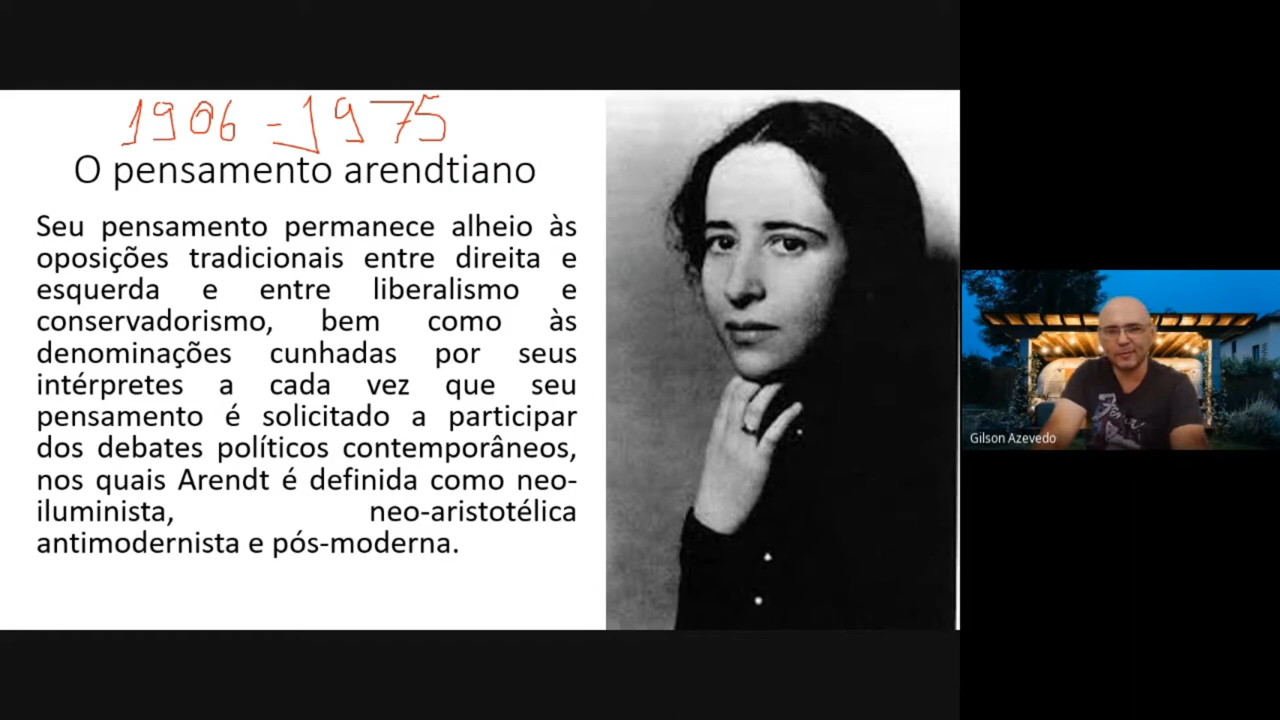 1906 - 1975
O pensamento arendtiano
Seu pensamento permanece alheio às
oposições tradicionais entre direita e
esquerda e entre liberalismo e
conservadorismo, bem como às
denominações cunhadas por seus
intérpretes a cada vez que seu
pensamento é solicitado a participar
dos debates políticos contemporâneos,
nos quais Arendt é definida como neo-
iluminista, neo-aristotélica
antimodernista e pós-moderna.
Gilson Azevedo